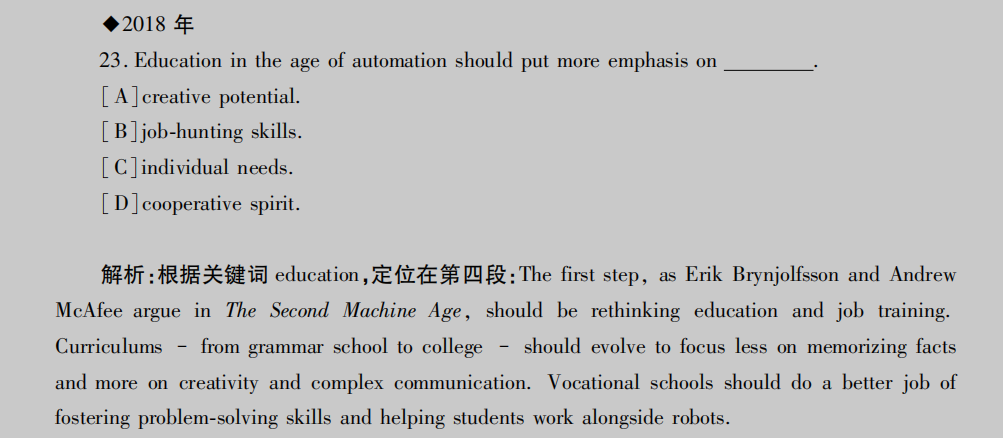 ◆2018 年
23. Education in the age of automation should put more emphasis on ________.
[A]creative potential.
[B]job-hunting skills.
[C]individual needs.
[D]cooperative spirit.
解析:根据关键词 education,定位在第四段:The first step, as Erik Brynjolfsson and Andrew
McAfee argue in The Second Machine Age, should be rethinking education and job training.
Curriculums – from grammar school to college – should evolve to focus less on memorizing facts
and more on creativity and complex communication. Vocational schools should do a better job of
fostering problem-solving skills and helping students work alongside robots.